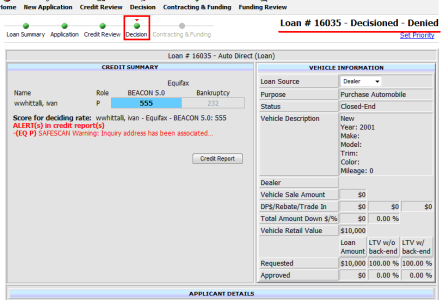 Home New Application Credit Review Decision Contracting & Funding Funding Review
Loan # 16035 - Decisioned - Denied
Set Priority
Loan Summary Application Credit Review Decision Contracting & Funding
Loan # 16035 - Auto Direct (Loan)
CREDIT SUMMARY
Equifax
Name Role BEACON 5.0 Bankruptcy
wwhittall, ivan P 555 232
Score for deciding rate: wwhittall, ivan - Equifax - BEACON 5.0: 555
ALERT(s) in credit report(s)
-(EQ P) SAFESCAN Warning: Inquiry address has been associated...
Credit Report
VEHICLE INFORMATION
Loan Source Dealer
Purpose Purchase Automobile
Status Closed-End
Vehicle Description New
Year: 2001
Make:
Model:
Trim:
Color:
Mileage: 0
Dealer
Vehicle Sale Amount $0
DP$/Rebate/Trade In $0 $0 $0
Total Amount Down $/% $0 0.00 %
Vehicle Retail Value $10,000
Loan Amount LTV w/o back-end LTV w/ back-end
Requested $10,000 100.00 % 100.00 %
Approved $0 0.00 % 0.00 %
APPLICANT DETAILS